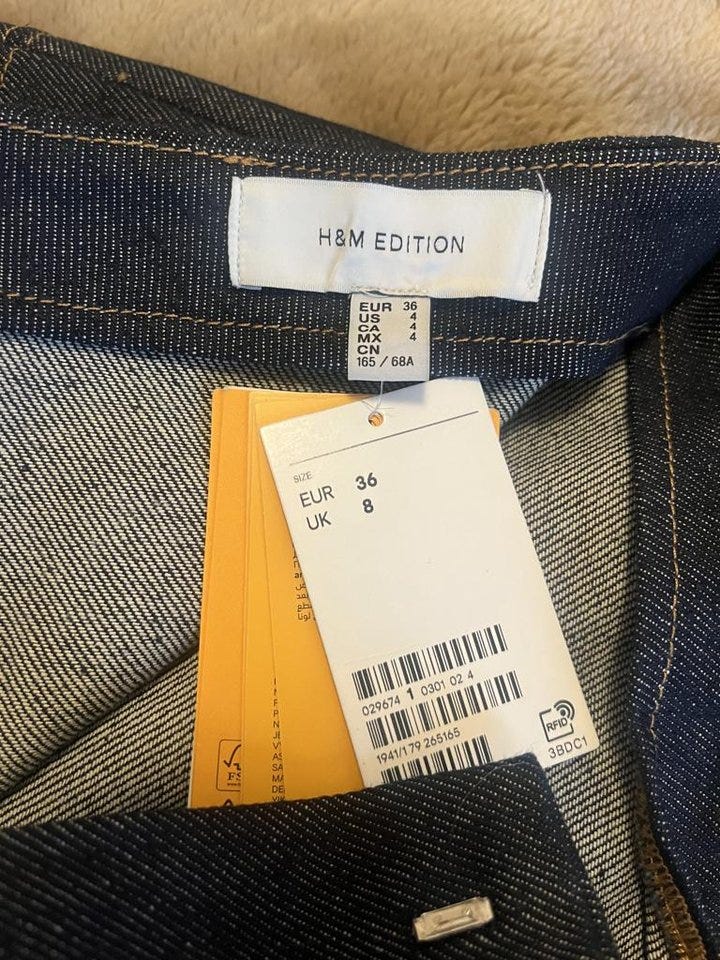 H&M EDITION
EUR 36
US 4
CA 4
MX 4
CN
165 / 68A
SIZE
EUR 36
UK 8
029674 1 0301 02 4
1941/179 265165
RFID
3BDC1
FS